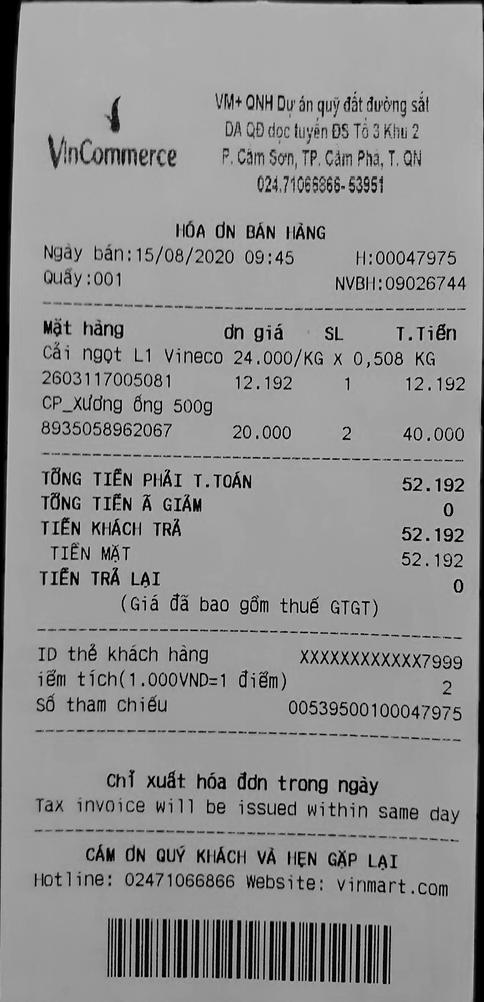 VinCommerce
VM+ QNH Dự án quỹ đất đường sắt
DA QĐ dọc tuyến ĐS Tổ 3 Khu 2
P. Cẩm Sơn, TP. Cẩm Phả, T. QN
024.71066866-53951
HÓA ƠN BÁN HÀNG
Ngày bán:15/08/2020 09:45 H:00047975
Quầy:001 NVBH:09026744
Mặt hàng ơn giá SL T.Tiền
Cải ngọt L1 Vineco 24.000/KG X 0,508 KG
2603117005081 12.192 1 12.192
CP_Xương ống 500g
8935058962067 20.000 2 40.000
TỔNG TIỀN PHẢI T.TOÁN 52.192
TỔNG TIỀN Ã GIẢM 0
TIỀN KHÁCH TRẢ 52.192
TIỀN MẶT 52.192
TIỀN TRẢ LẠI 0
(Giá đã bao gồm thuế GTGT)
ID thẻ khách hàng XXXXXXXXXXXX7999
iểm tích(1.000VND=1 điểm) 2
Số tham chiếu 00539500100047975
Chỉ xuất hóa đơn trong ngày
Tax invoice will be issued within same day
CÁM ƠN QUÝ KHÁCH VÀ HẸN GẶP LẠI
Hotline: 02471066866 Website: vinmart.com